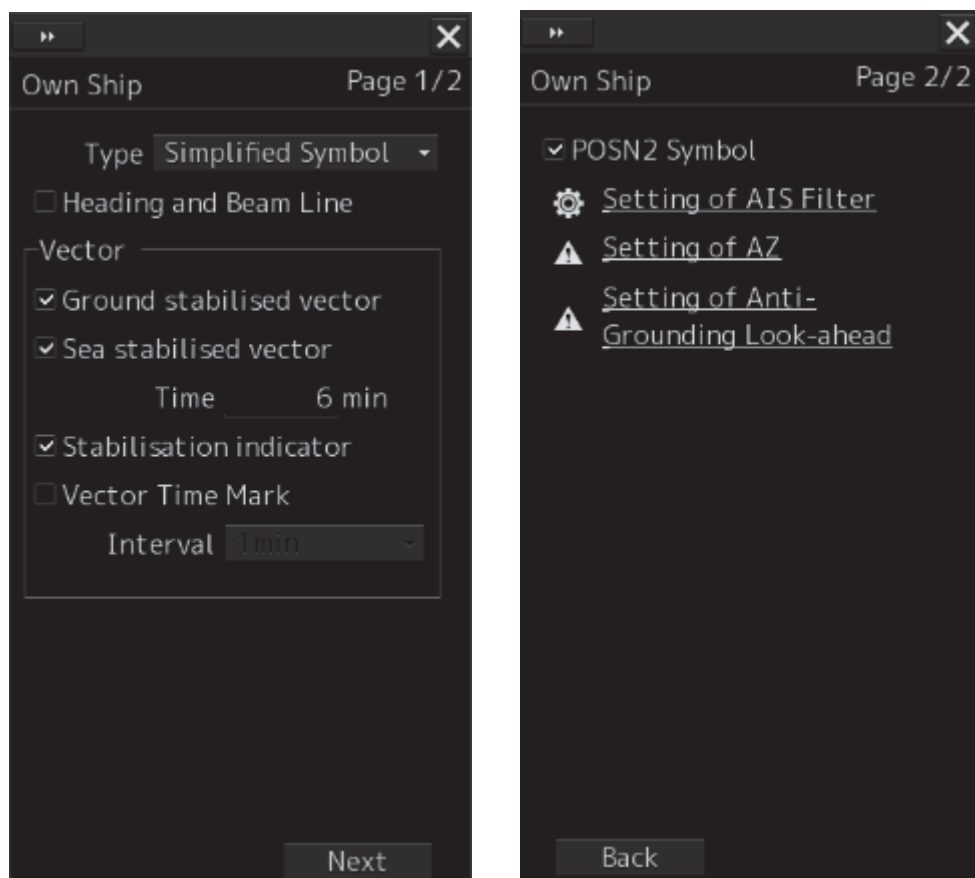 Own Ship Page 1/2
Type Simplified Symbol
Heading and Beam Line
Vector
Ground stabilised vector
Sea stabilised vector
Time 6 min
Stabilisation indicator
Vector Time Mark
Interval 1min
Next
Own Ship Page 2/2
POSN2 Symbol
Setting of AIS Filter
Setting of AZ
Setting of Anti-
Grounding Look-ahead
Back